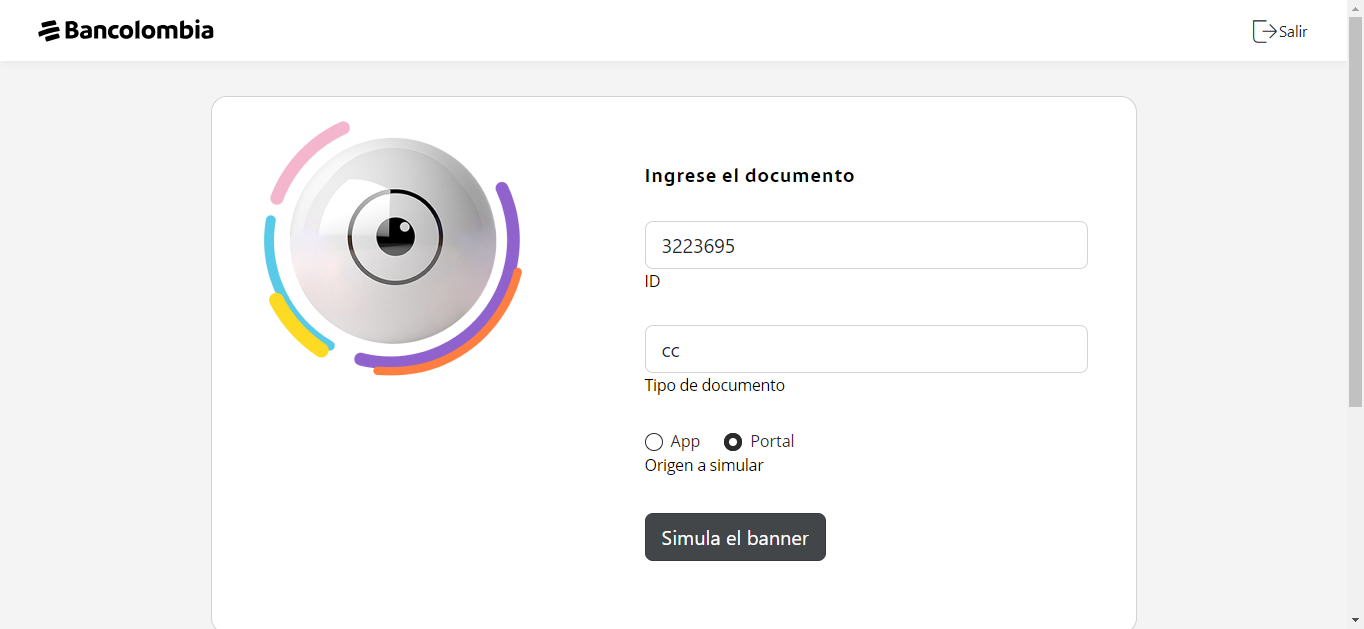 Bancolombia
Salir
Ingrese el documento
3223695
ID
cc
Tipo de documento
App Portal
Origen a simular
Simula el banner